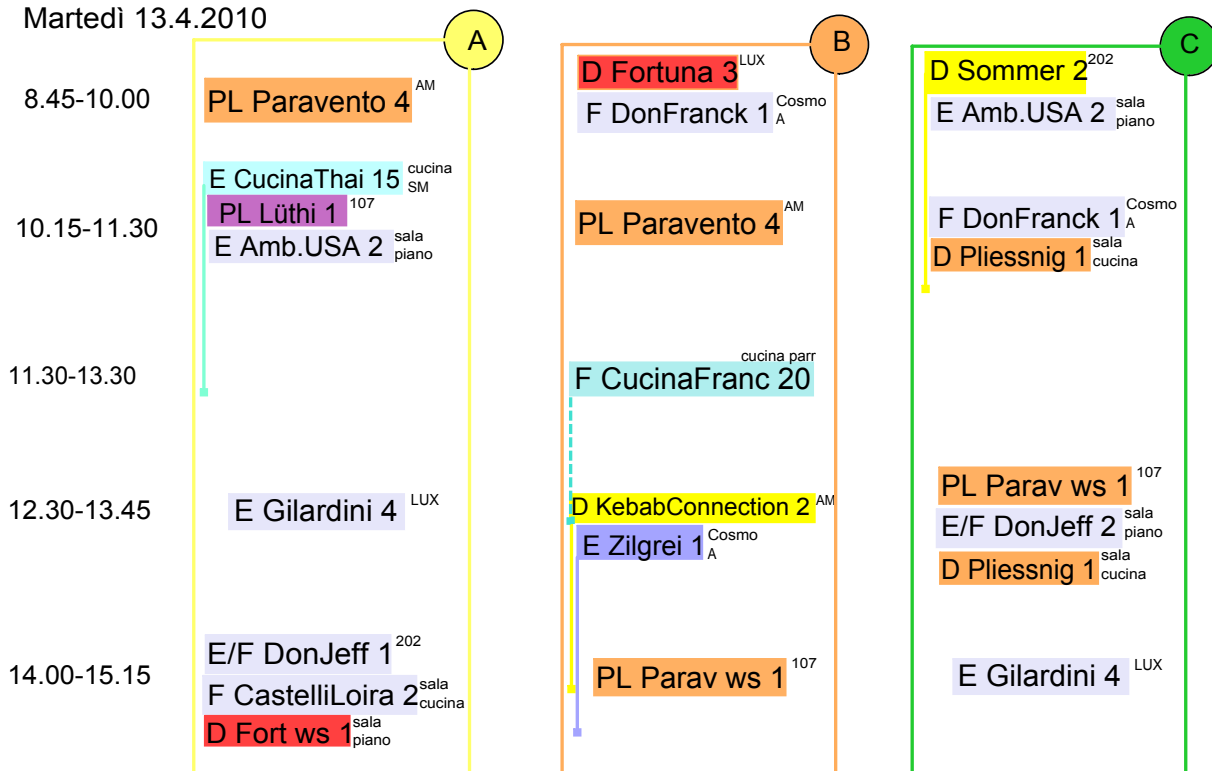 Martedì 13.4.2010
A
B
C
8.45-10.00
PL Paravento 4 AM
D Fortuna 3 LUX
F DonFranck 1 Cosmo A
D Sommer 2 202
E Amb.USA 2 sala piano
10.15-11.30
E CucinaThai 15 cucina SM
PL Lüthi 1 107
E Amb.USA 2 sala piano
PL Paravento 4 AM
F DonFranck 1 Cosmo A
D Pliessnig 1 sala cucina
11.30-13.30
cucina parr
F CucinaFranc 20
12.30-13.45
E Gilardini 4 LUX
D KebabConnection 2 AM
E Zilgrei 1 Cosmo A
PL Parav ws 1 107
E/F DonJeff 2 sala piano
D Pliessnig 1 sala cucina
14.00-15.15
E/F DonJeff 1 202
F CastelliLoira 2 sala cucina
D Fort ws 1 sala piano
PL Parav ws 1 107
E Gilardini 4 LUX